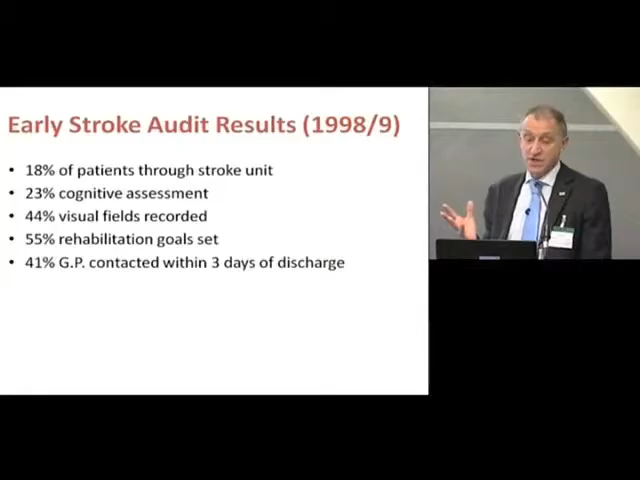 Early Stroke Audit Results (1998/9)
• 18% of patients through stroke unit
• 23% cognitive assessment
• 44% visual fields recorded
• 55% rehabilitation goals set
• 41% G.P. contacted within 3 days of discharge